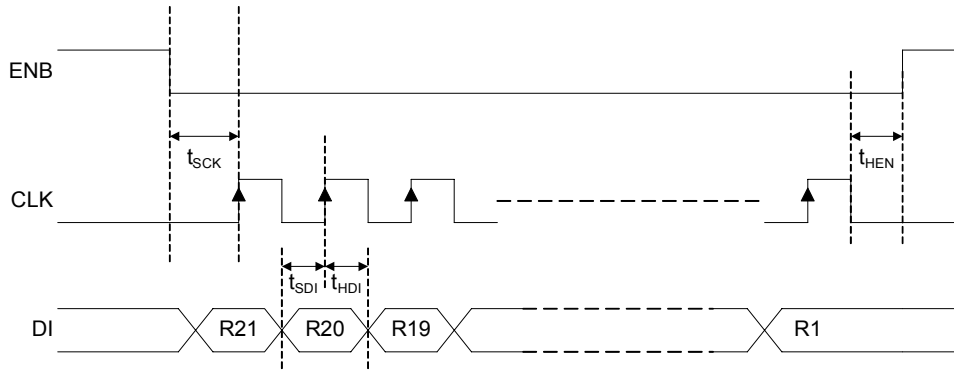 ENB
tSCK
tHEN
CLK
tSDI
tHDI
DI
R21
R20
R19
R1